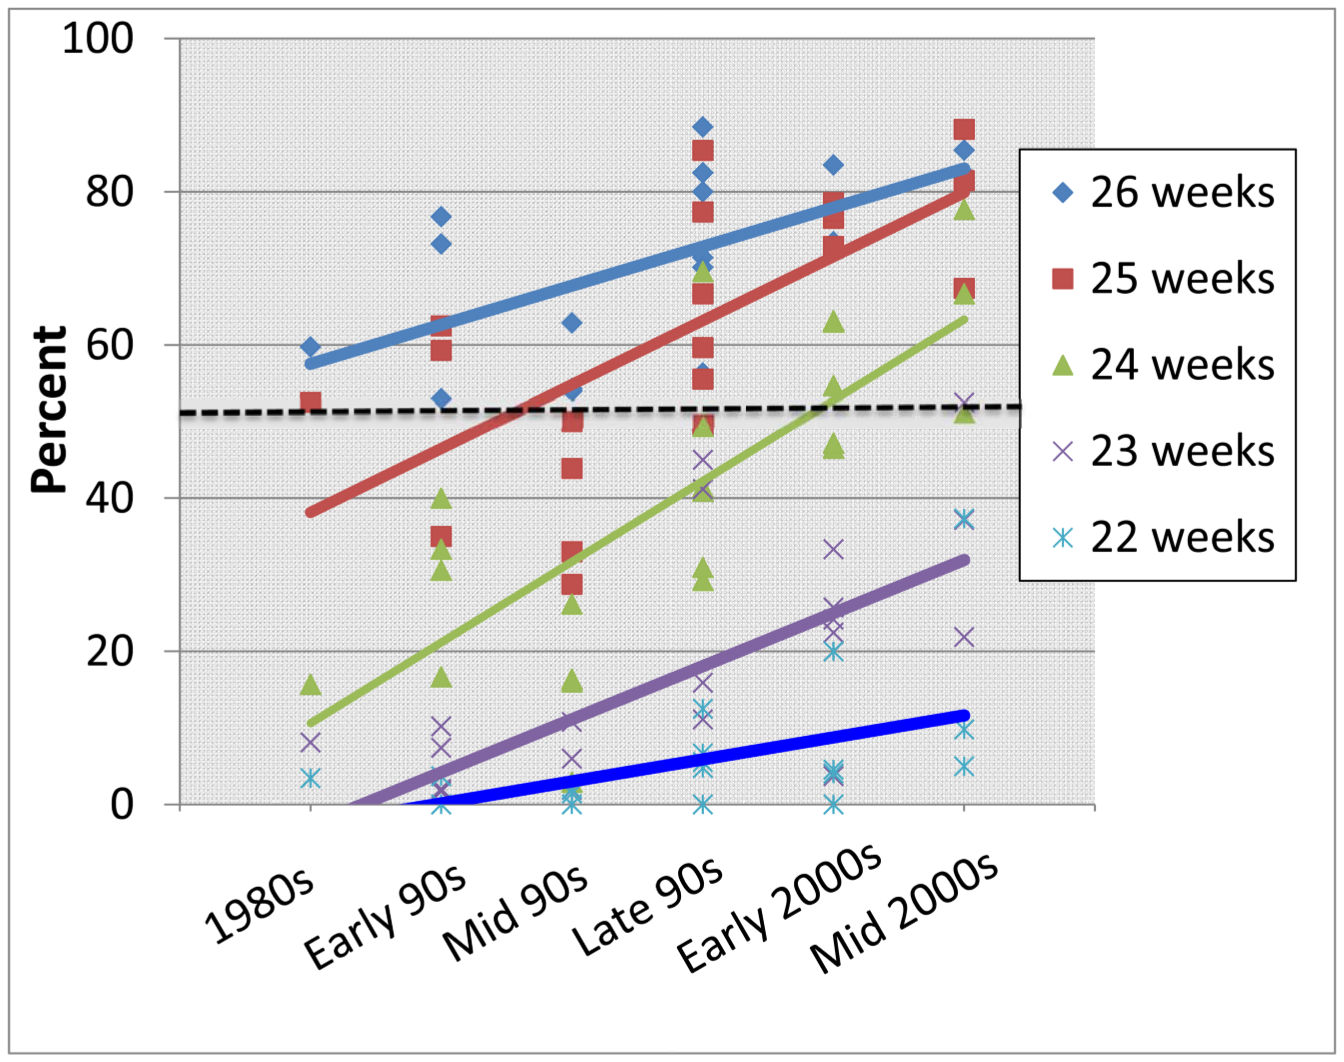 100
80
60
40
20
0
Percent
1980s
Early 90s
Mid 90s
Late 90s
Early 2000s
Mid 2000s
26 weeks
25 weeks
24 weeks
23 weeks
22 weeks